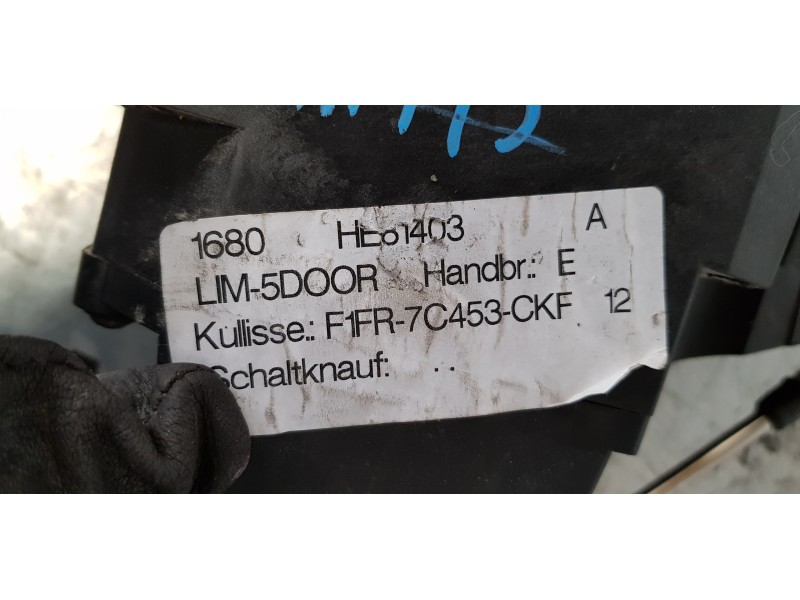 1680 HE81403 A
LIM-5DOOR Handbr.: E
Kullisse.: F1FR-7C453-CKF 12
Schaltknauf: . .